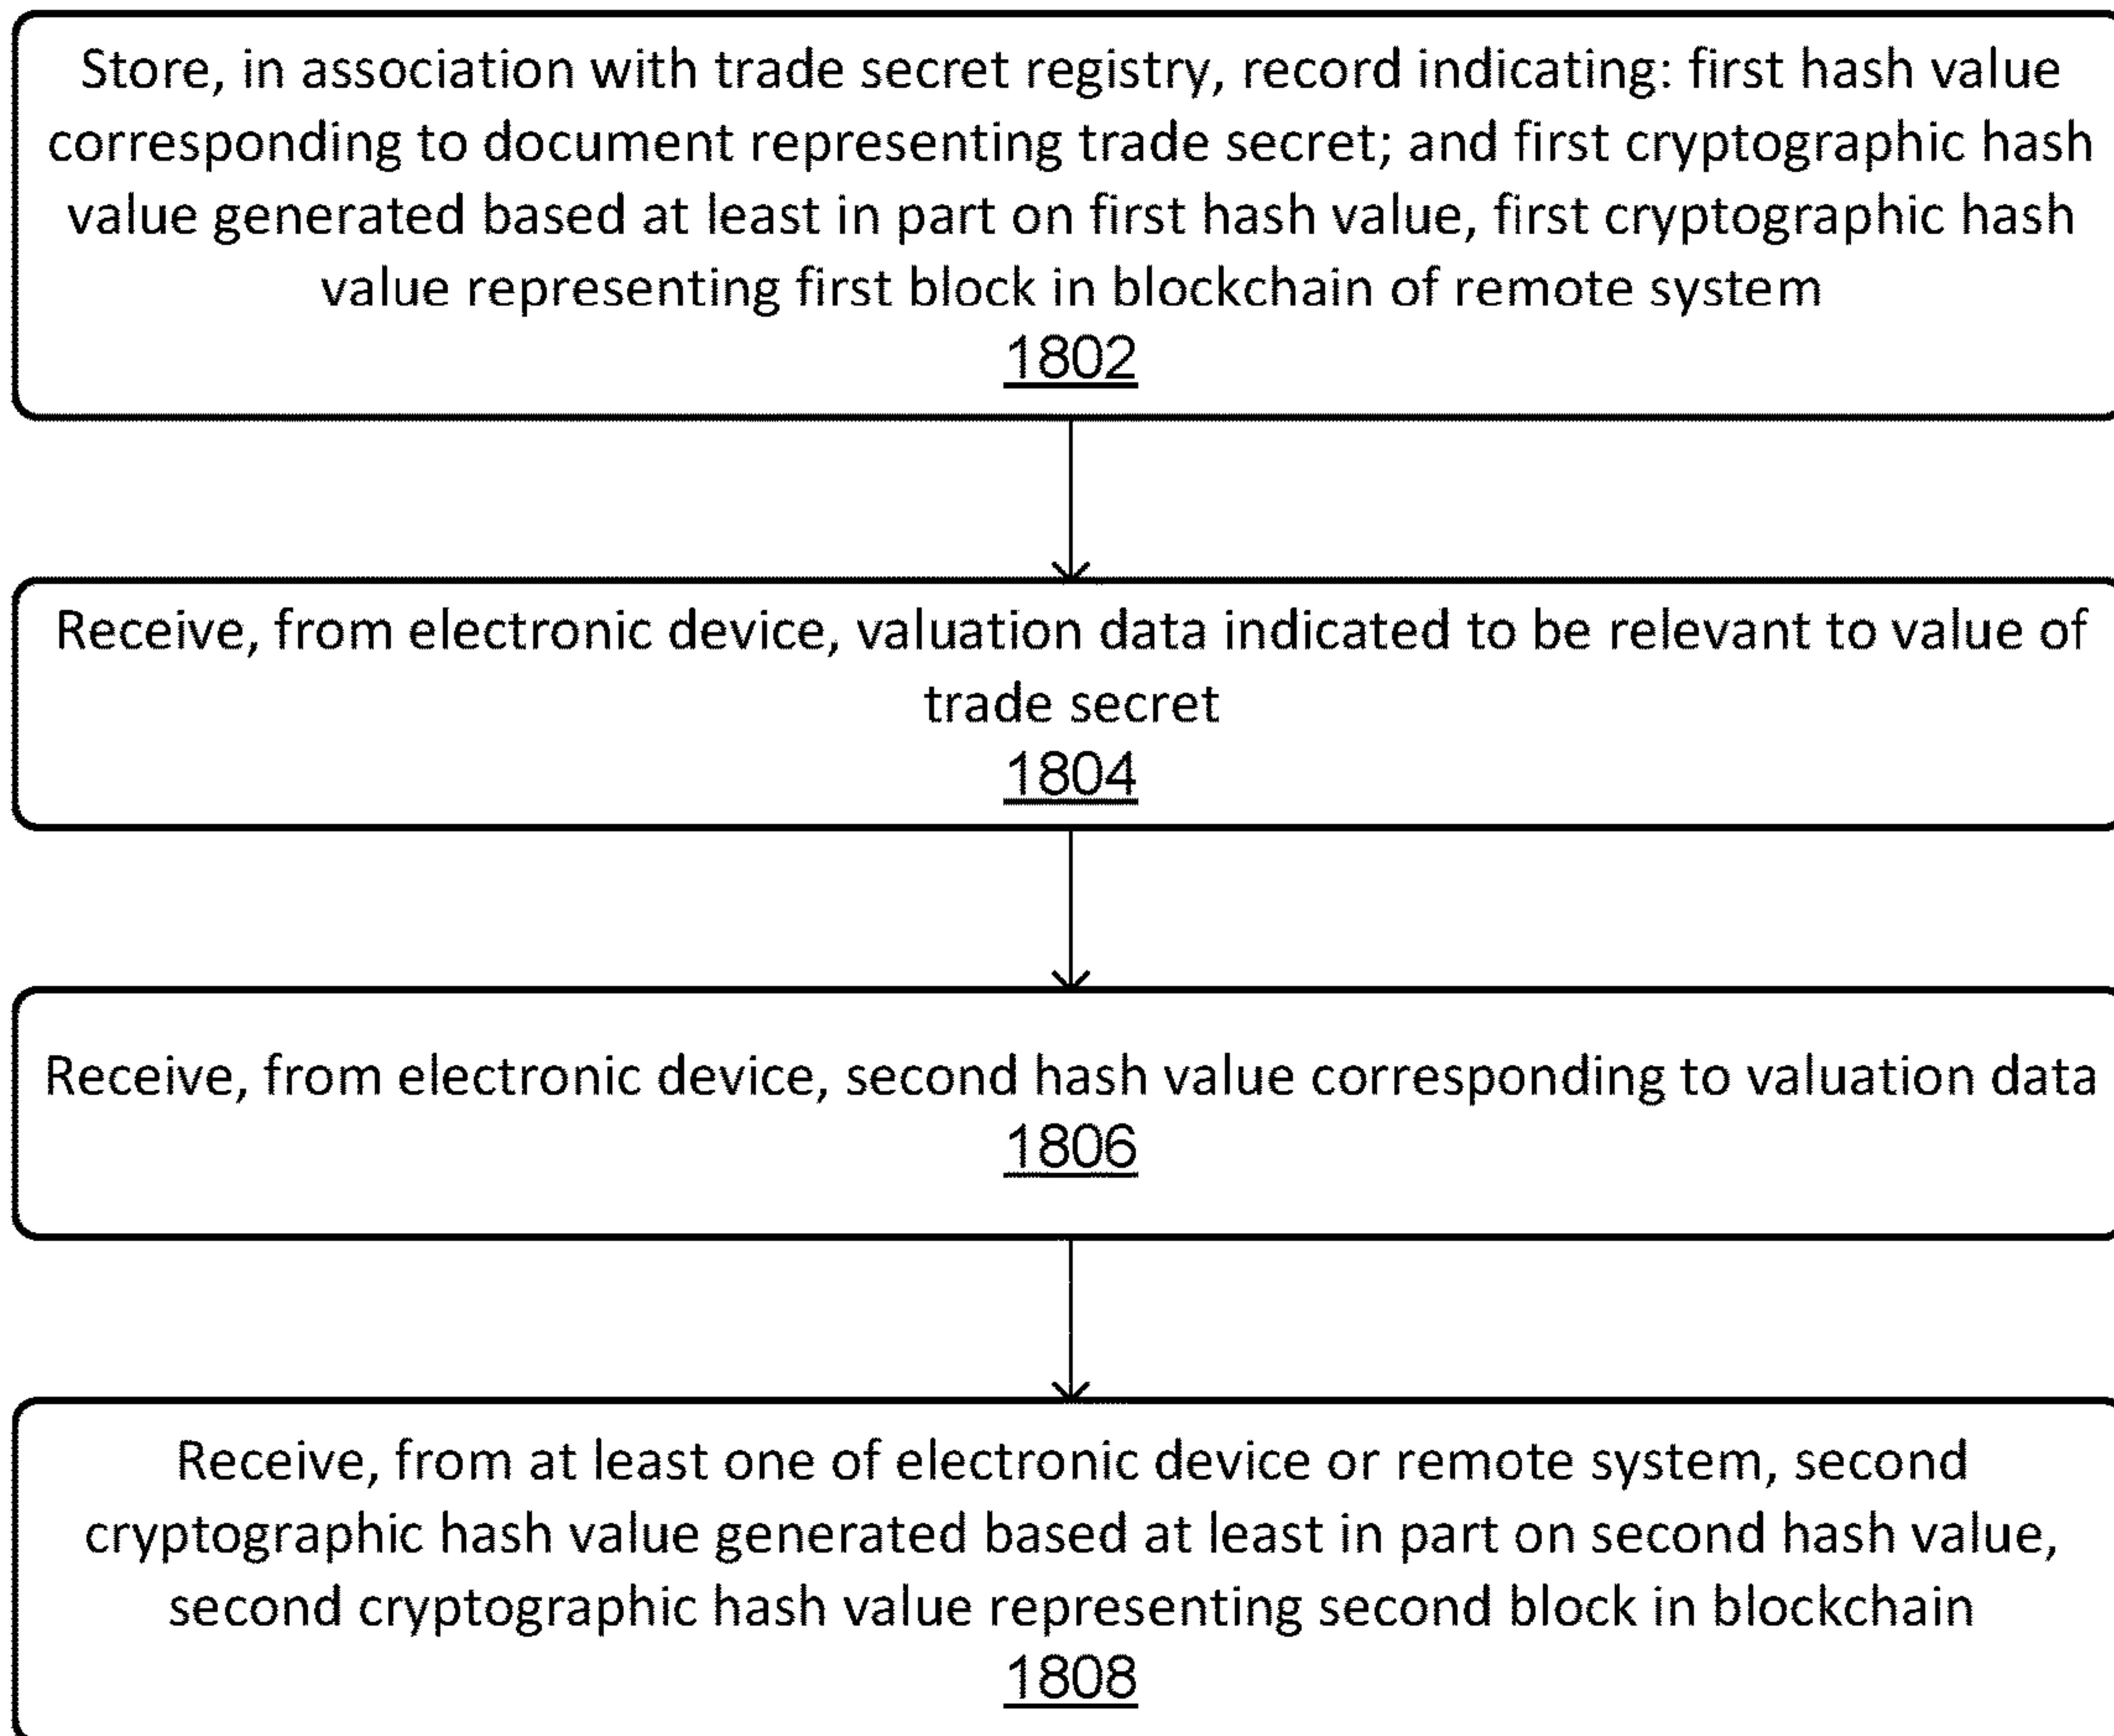 Store, in association with trade secret registry, record indicating: first hash value
corresponding to document representing trade secret; and first cryptographic hash
value generated based at least in part on first hash value, first cryptographic hash
value representing first block in blockchain of remote system
1802
Receive, from electronic device, valuation data indicated to be relevant to value of
trade secret
1804
Receive, from electronic device, second hash value corresponding to valuation data
1806
Receive, from at least one of electronic device or remote system, second
cryptographic hash value generated based at least in part on second hash value,
second cryptographic hash value representing second block in blockchain
1808